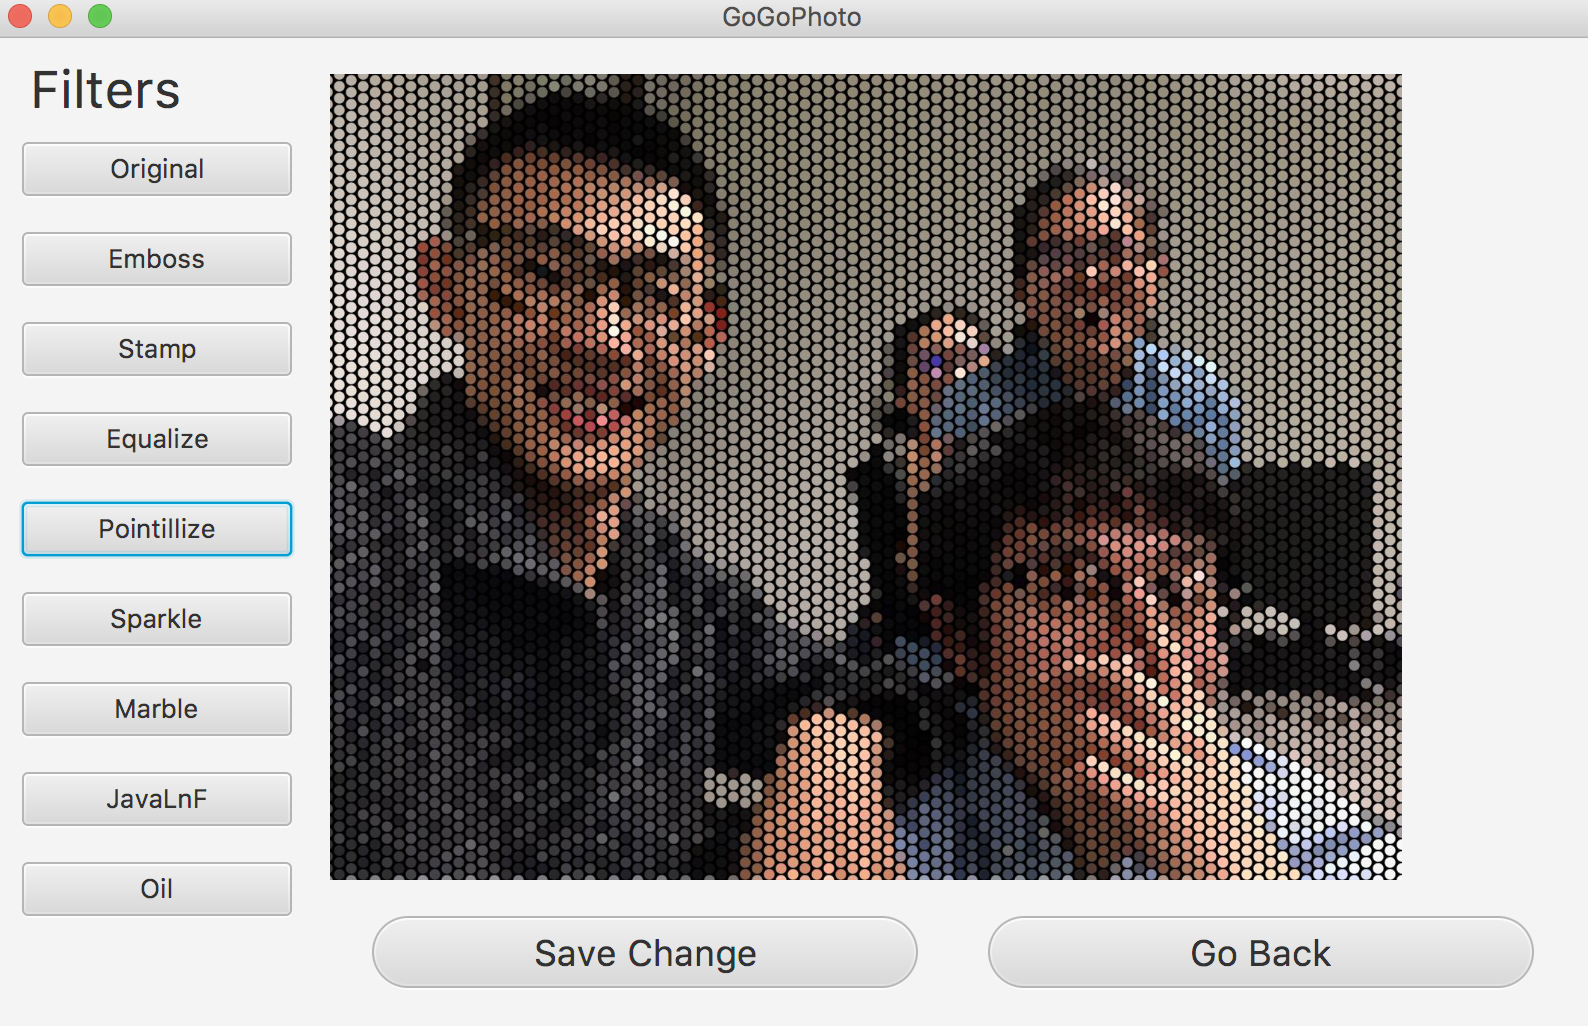 GoGoPhoto
Filters
Original
Emboss
Stamp
Equalize
Pointillize
Sparkle
Marble
JavaLnF
Oil
Save Change
Go Back